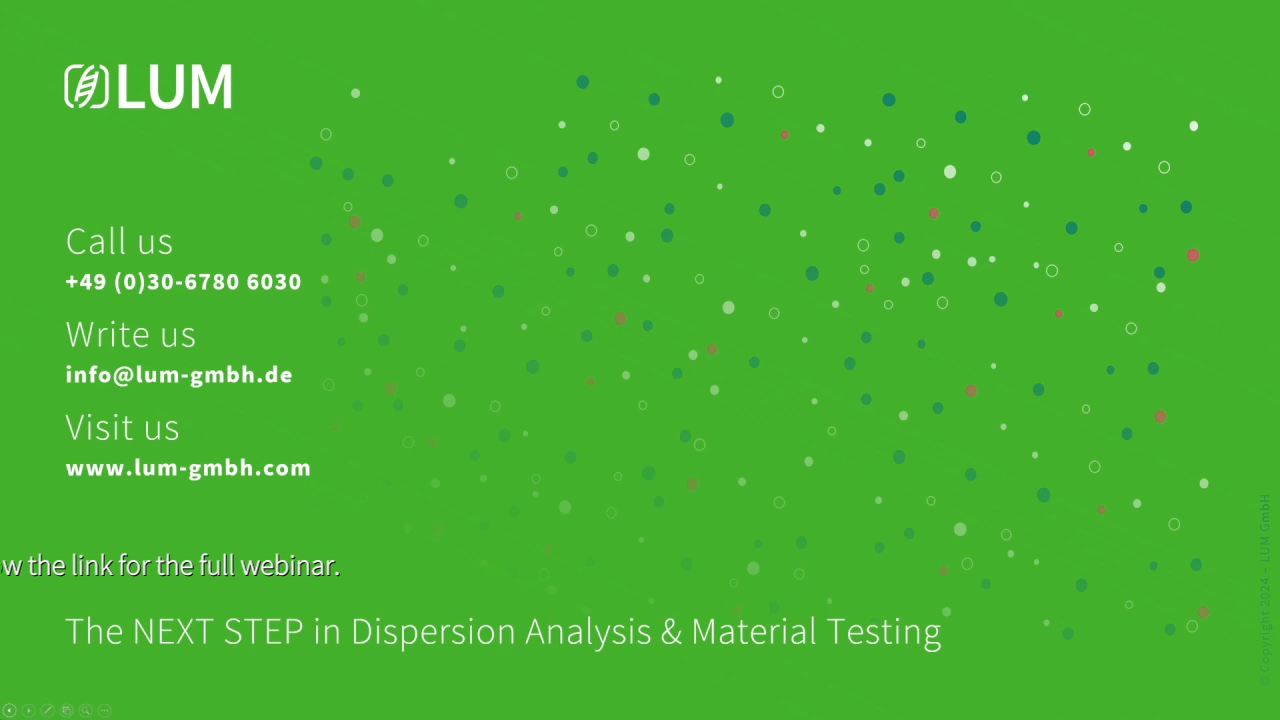 LUM
Call us
+49 (0)30-6780 6030
Write us
info@lum-gmbh.de
Visit us
www.lum-gmbh.com
w the link for the full webinar.
The NEXT STEP in Dispersion Analysis & Material Testing
© Copyright 2024 – LUM GmbH